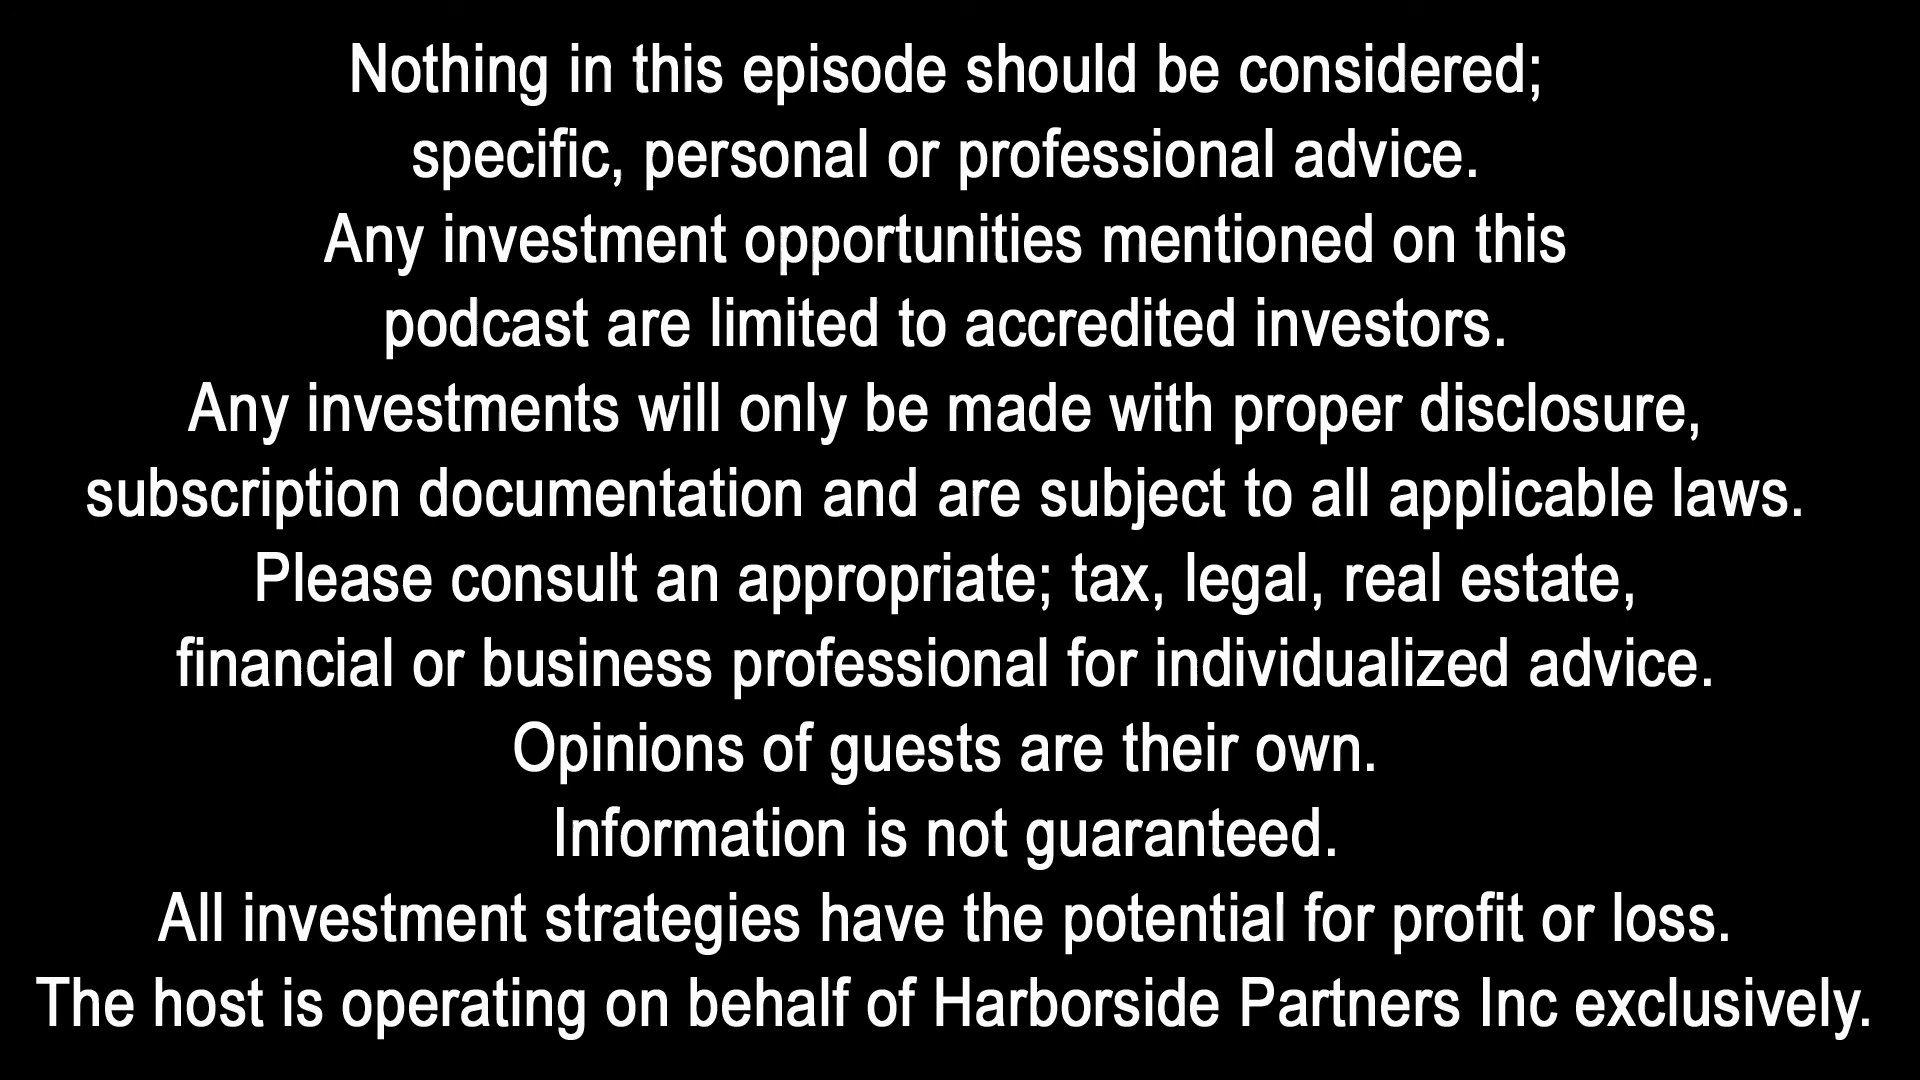 Nothing in this episode should be considered;
specific, personal or professional advice.
Any investment opportunities mentioned on this
podcast are limited to accredited investors.
Any investments will only be made with proper disclosure,
subscription documentation and are subject to all applicable laws.
Please consult an appropriate; tax, legal, real estate,
financial or business professional for individualized advice.
Opinions of guests are their own.
Information is not guaranteed.
All investment strategies have the potential for profit or loss.
The host is operating on behalf of Harborside Partners Inc exclusively.